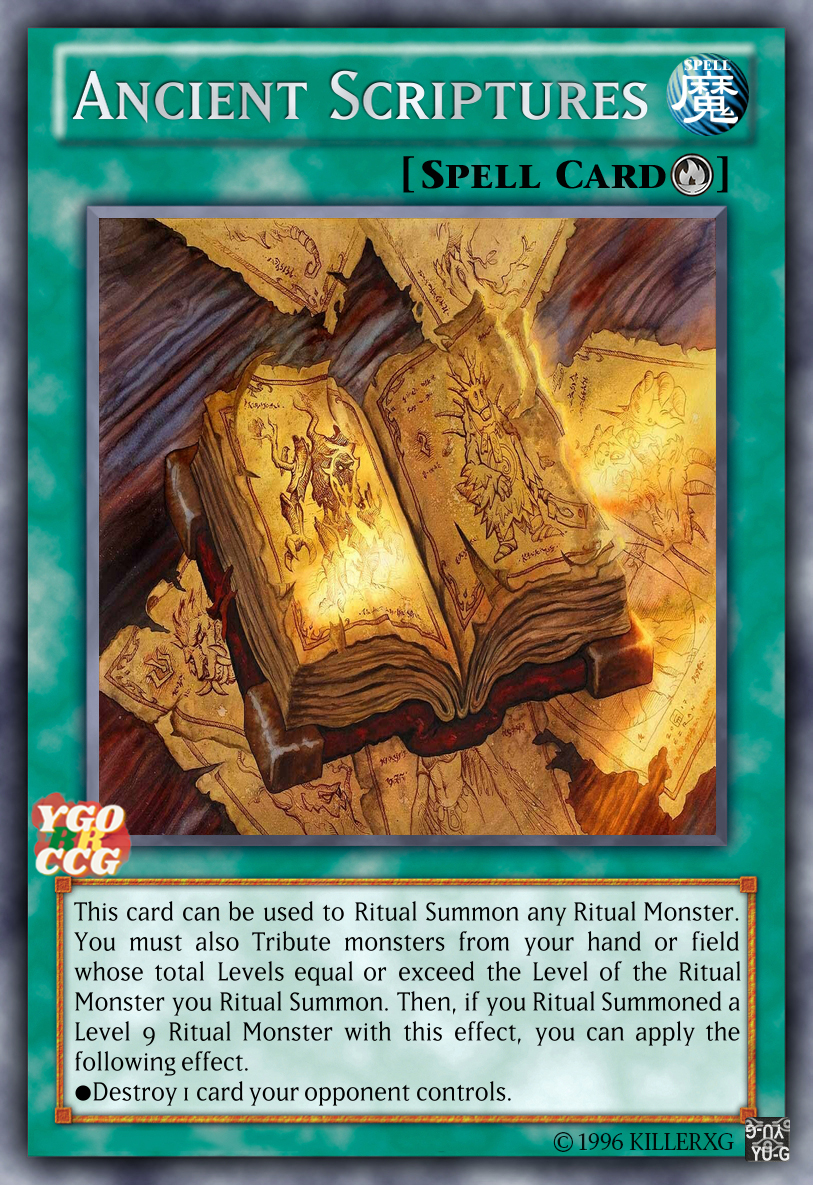 Ancient Scriptures
SPELL
魔
[Spell Card]
YGO
BR
CCG
This card can be used to Ritual Summon any Ritual Monster.
You must also Tribute monsters from your hand or field
whose total Levels equal or exceed the Level of the Ritual
Monster you Ritual Summon. Then, if you Ritual Summoned a
Level 9 Ritual Monster with this effect, you can apply the
following effect.
●Destroy 1 card your opponent controls.
© 1996 KILLERXG
YU-G